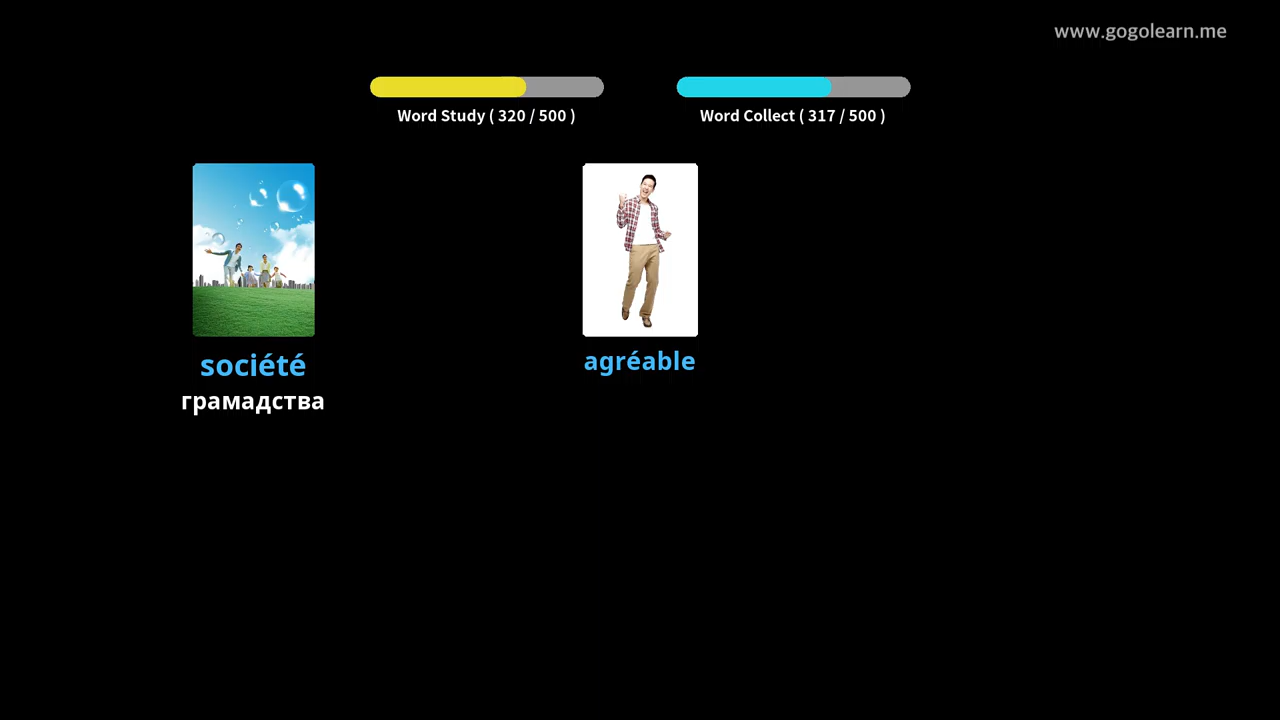 www.gogolearn.me
Word Study ( 320 / 500 )
Word Collect ( 317 / 500 )
société
грамадства
agréable